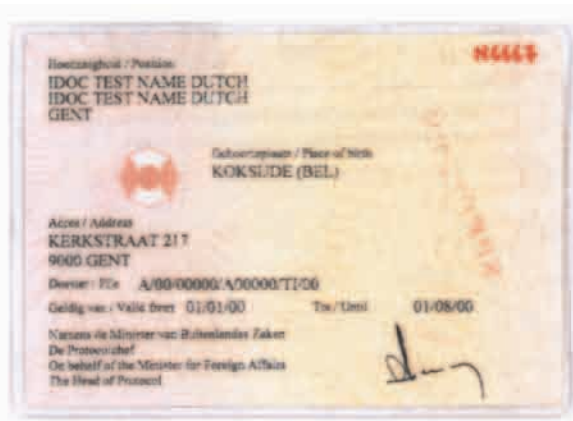 N6667
Hoedanigheid / Position
IDOC TEST NAME DUTCH
IDOC TEST NAME DUTCH
GENT
Geboorteplaats / Place of birth
KOKSIJDE (BEL)
Adres / Address
KERKSTRAAT 217
9000 GENT
Dossier / File A/00/00000/A00000/TI/00
Geldig van / Valid from 01/01/00 Tot / Until 01/08/00
Namens de Minister van Buitenlandse Zaken
De Protocolchef
On behalf of the Minister for Foreign Affairs
The Head of Protocol